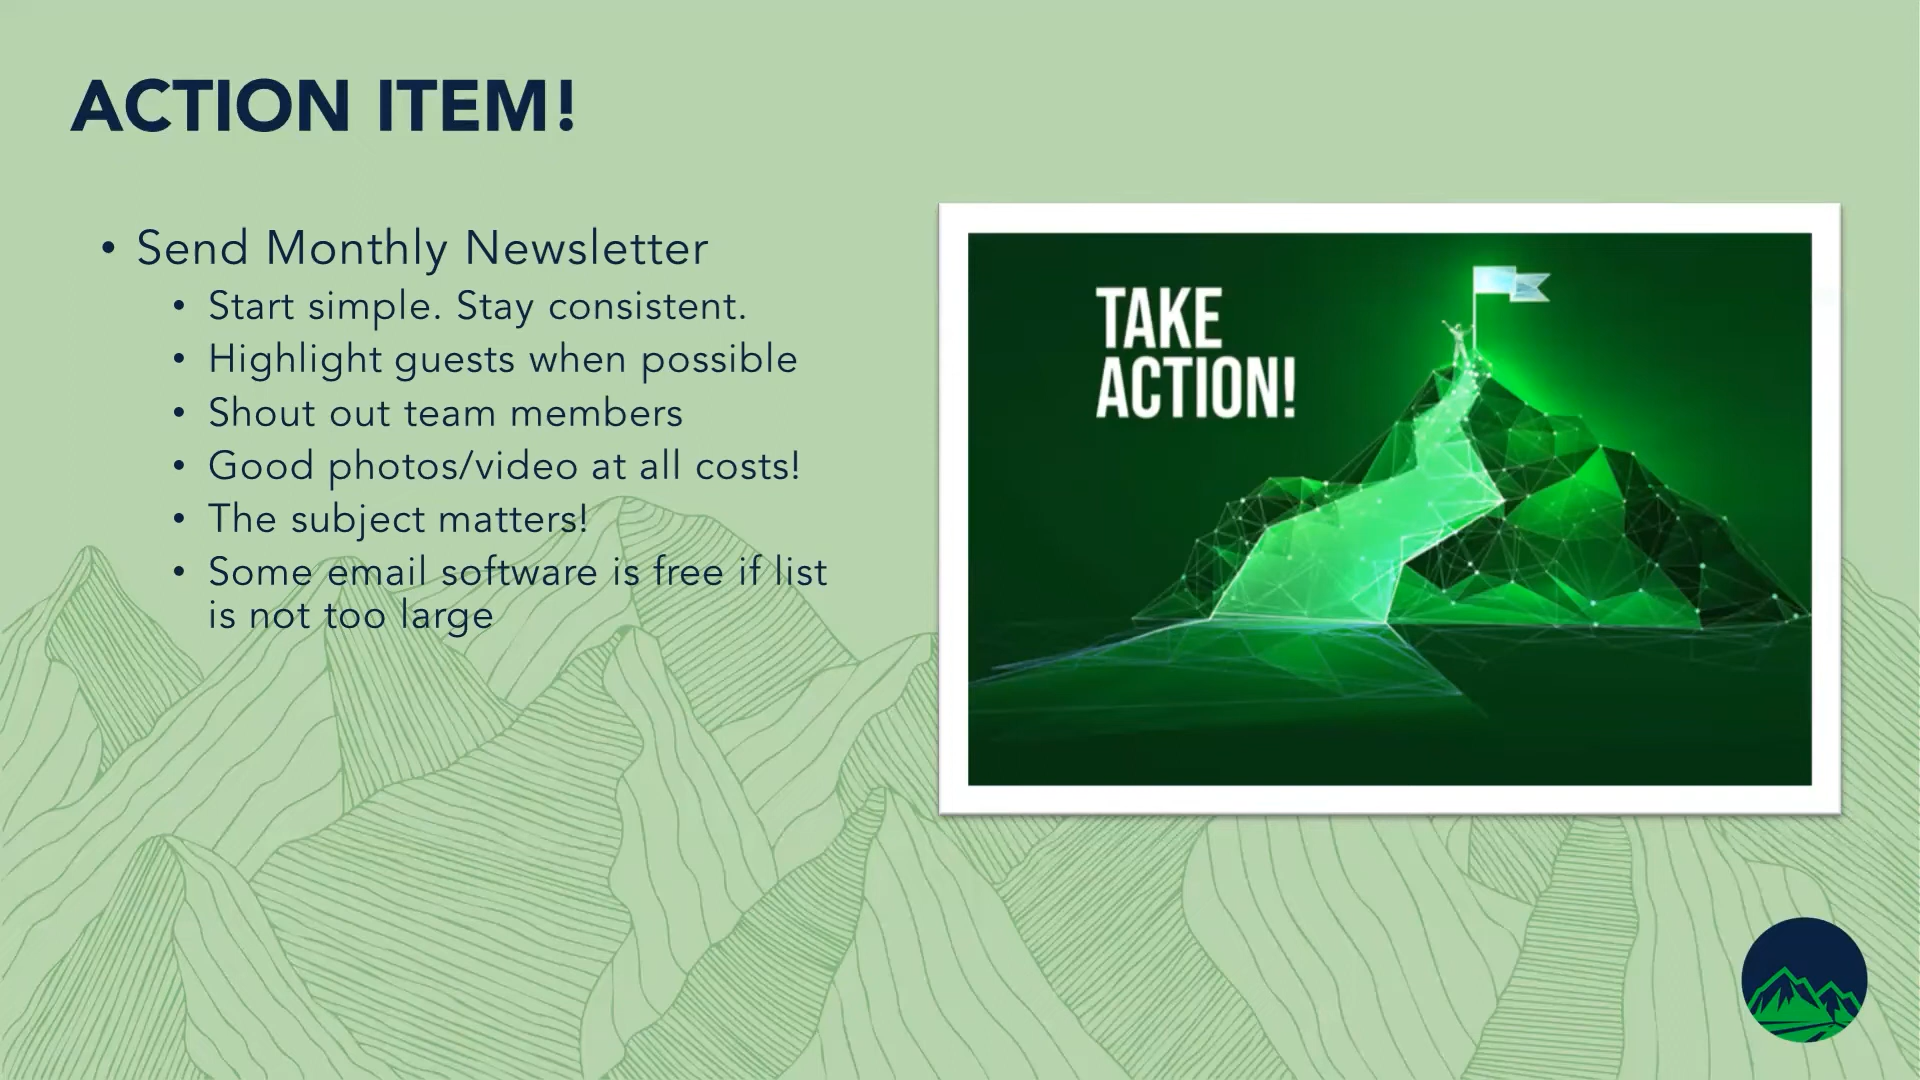 ACTION ITEM!
• Send Monthly Newsletter
• Start simple. Stay consistent.
• Highlight guests when possible
• Shout out team members
• Good photos/video at all costs!
• The subject matters!
• Some email software is free if list
is not too large
TAKE
ACTION!